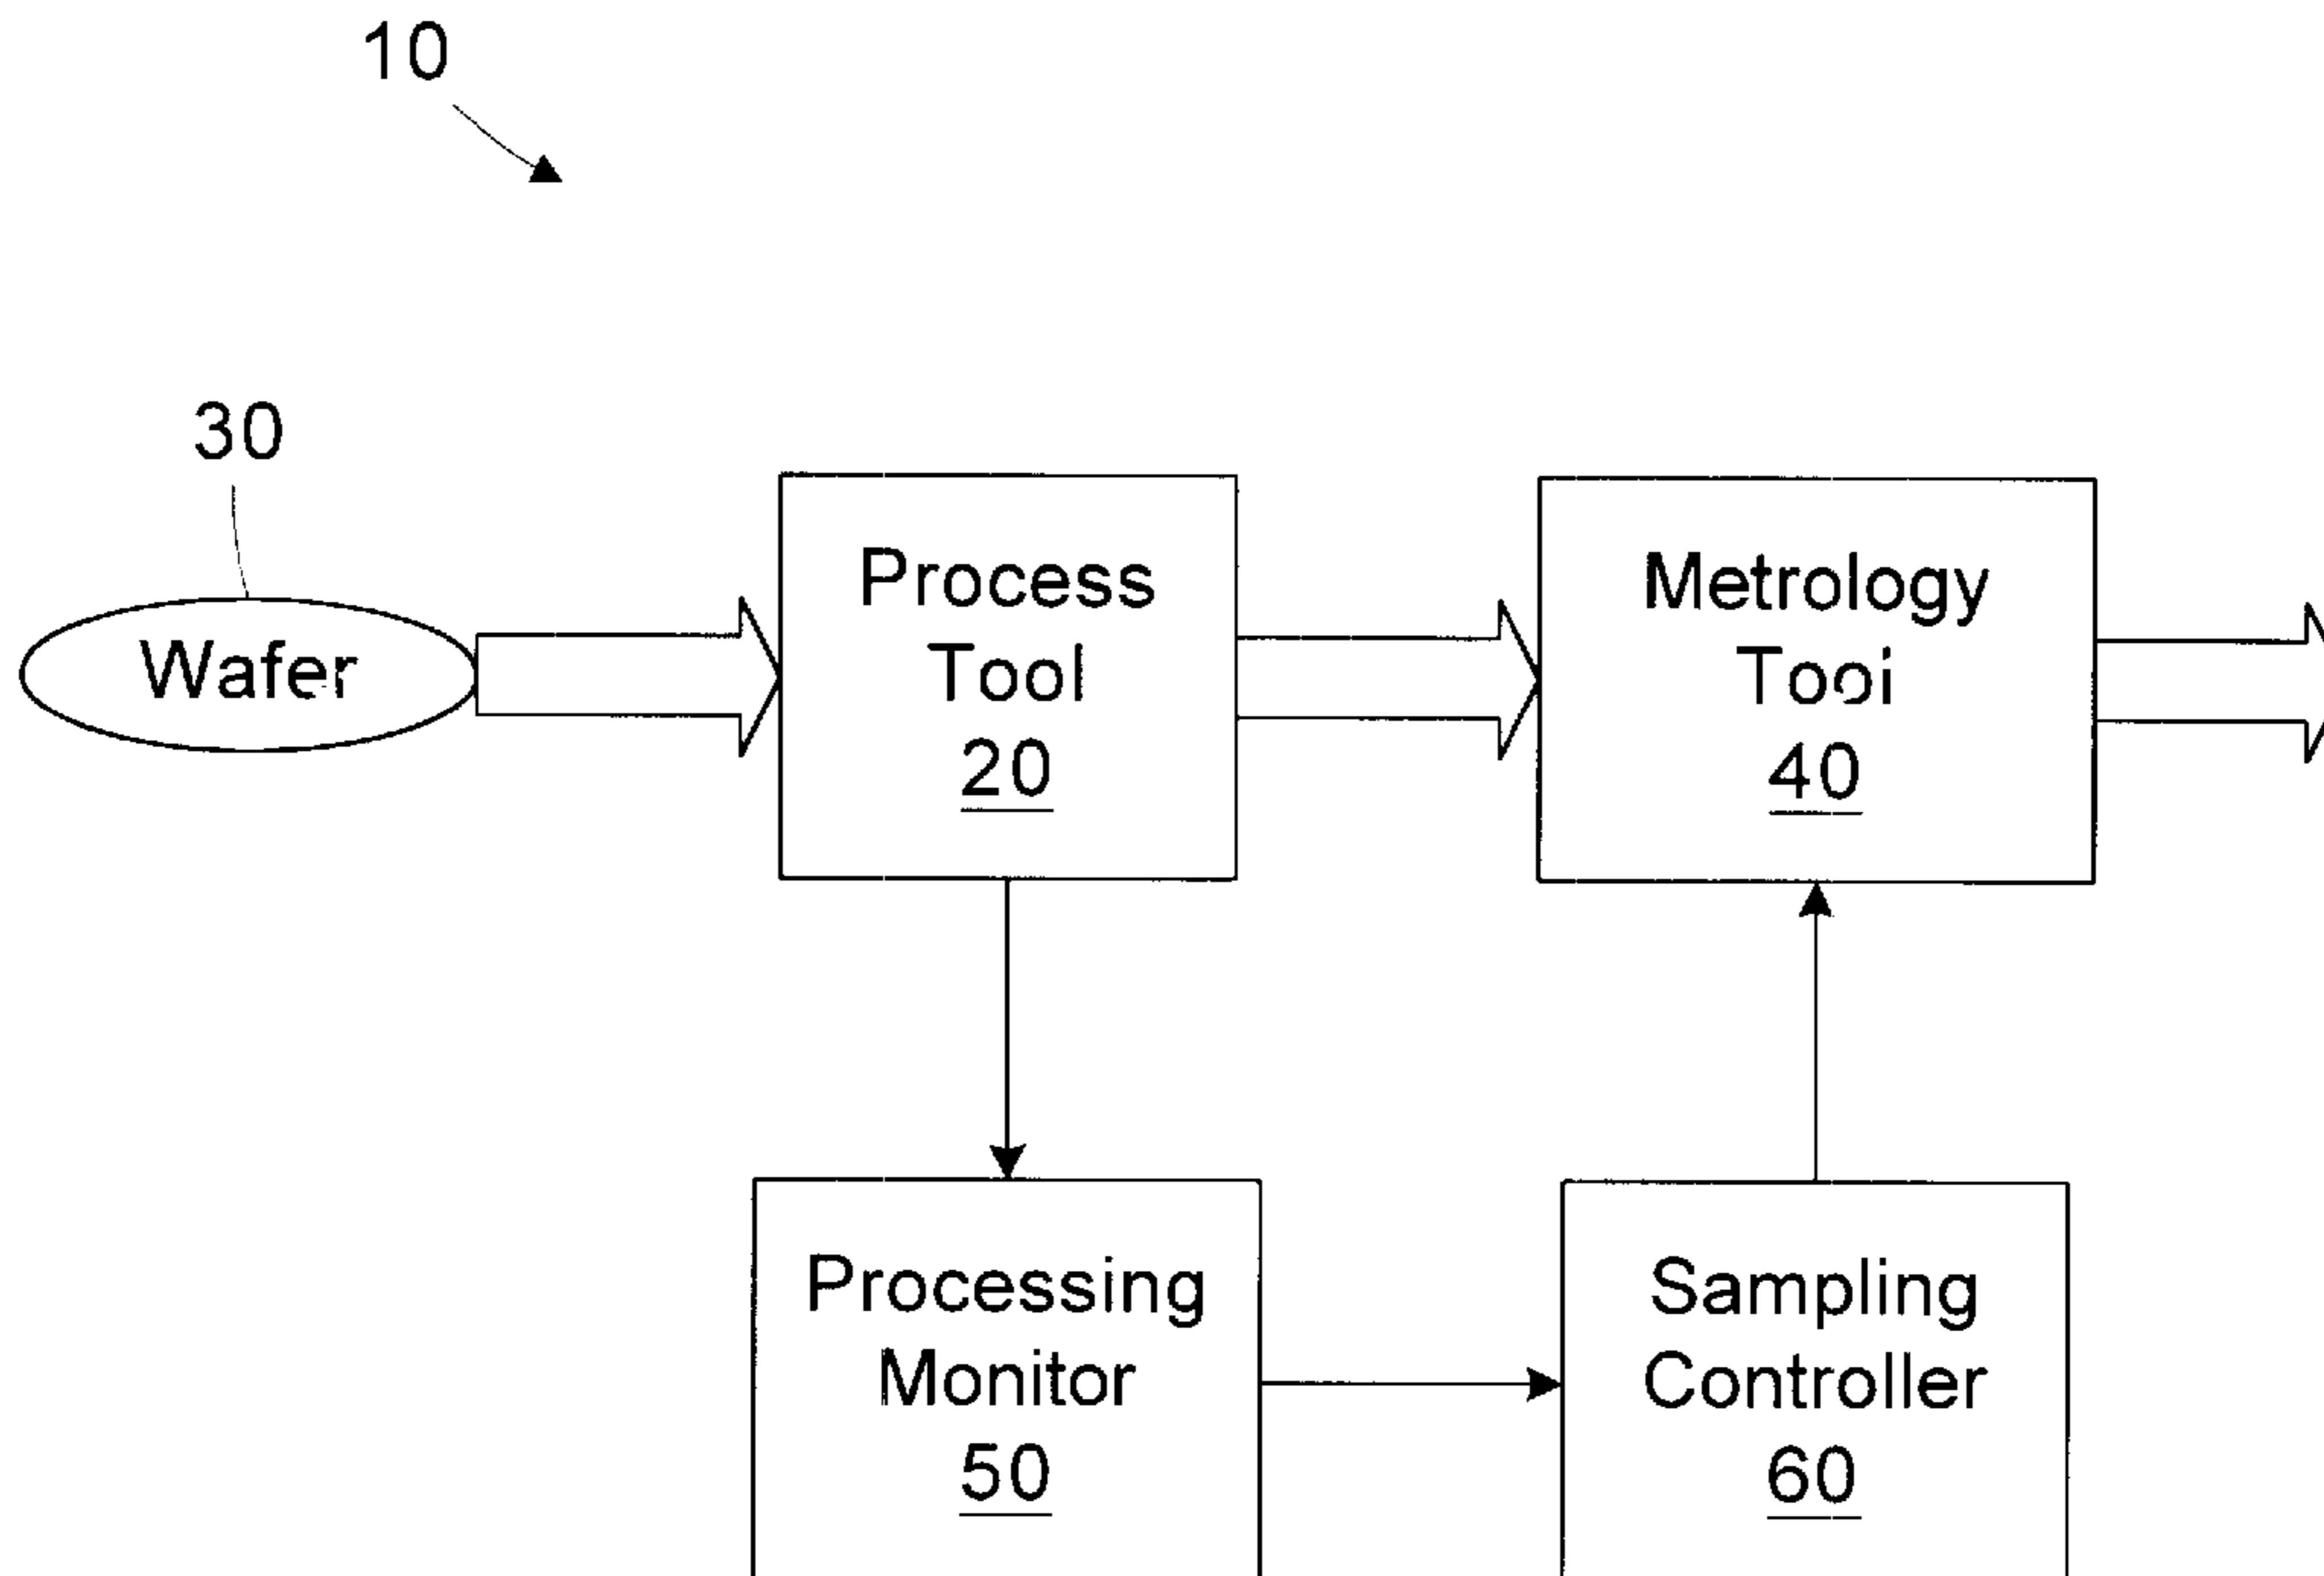 10
30
Wafer
Process
Tool
20
Metrology
Tool
40
Processing
Monitor
50
Sampling
Controller
60